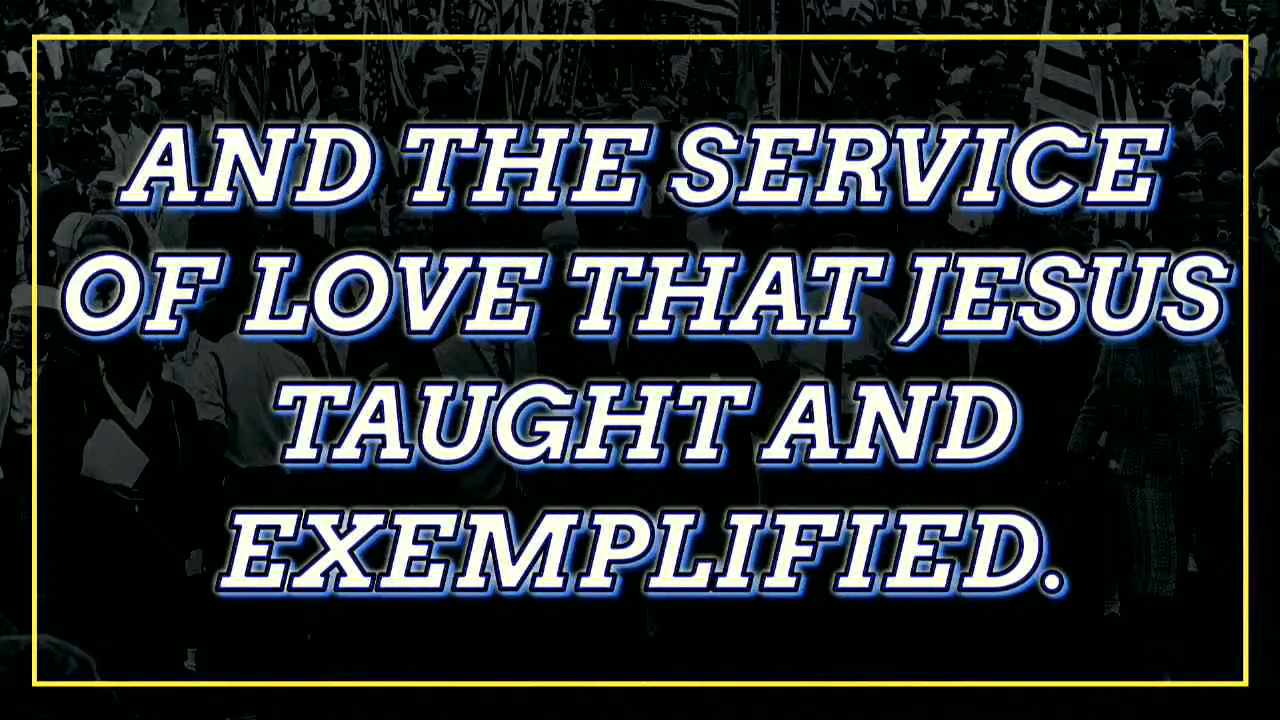 AND THE SERVICE
OF LOVE THAT JESUS
TAUGHT AND
EXEMPLIFIED.